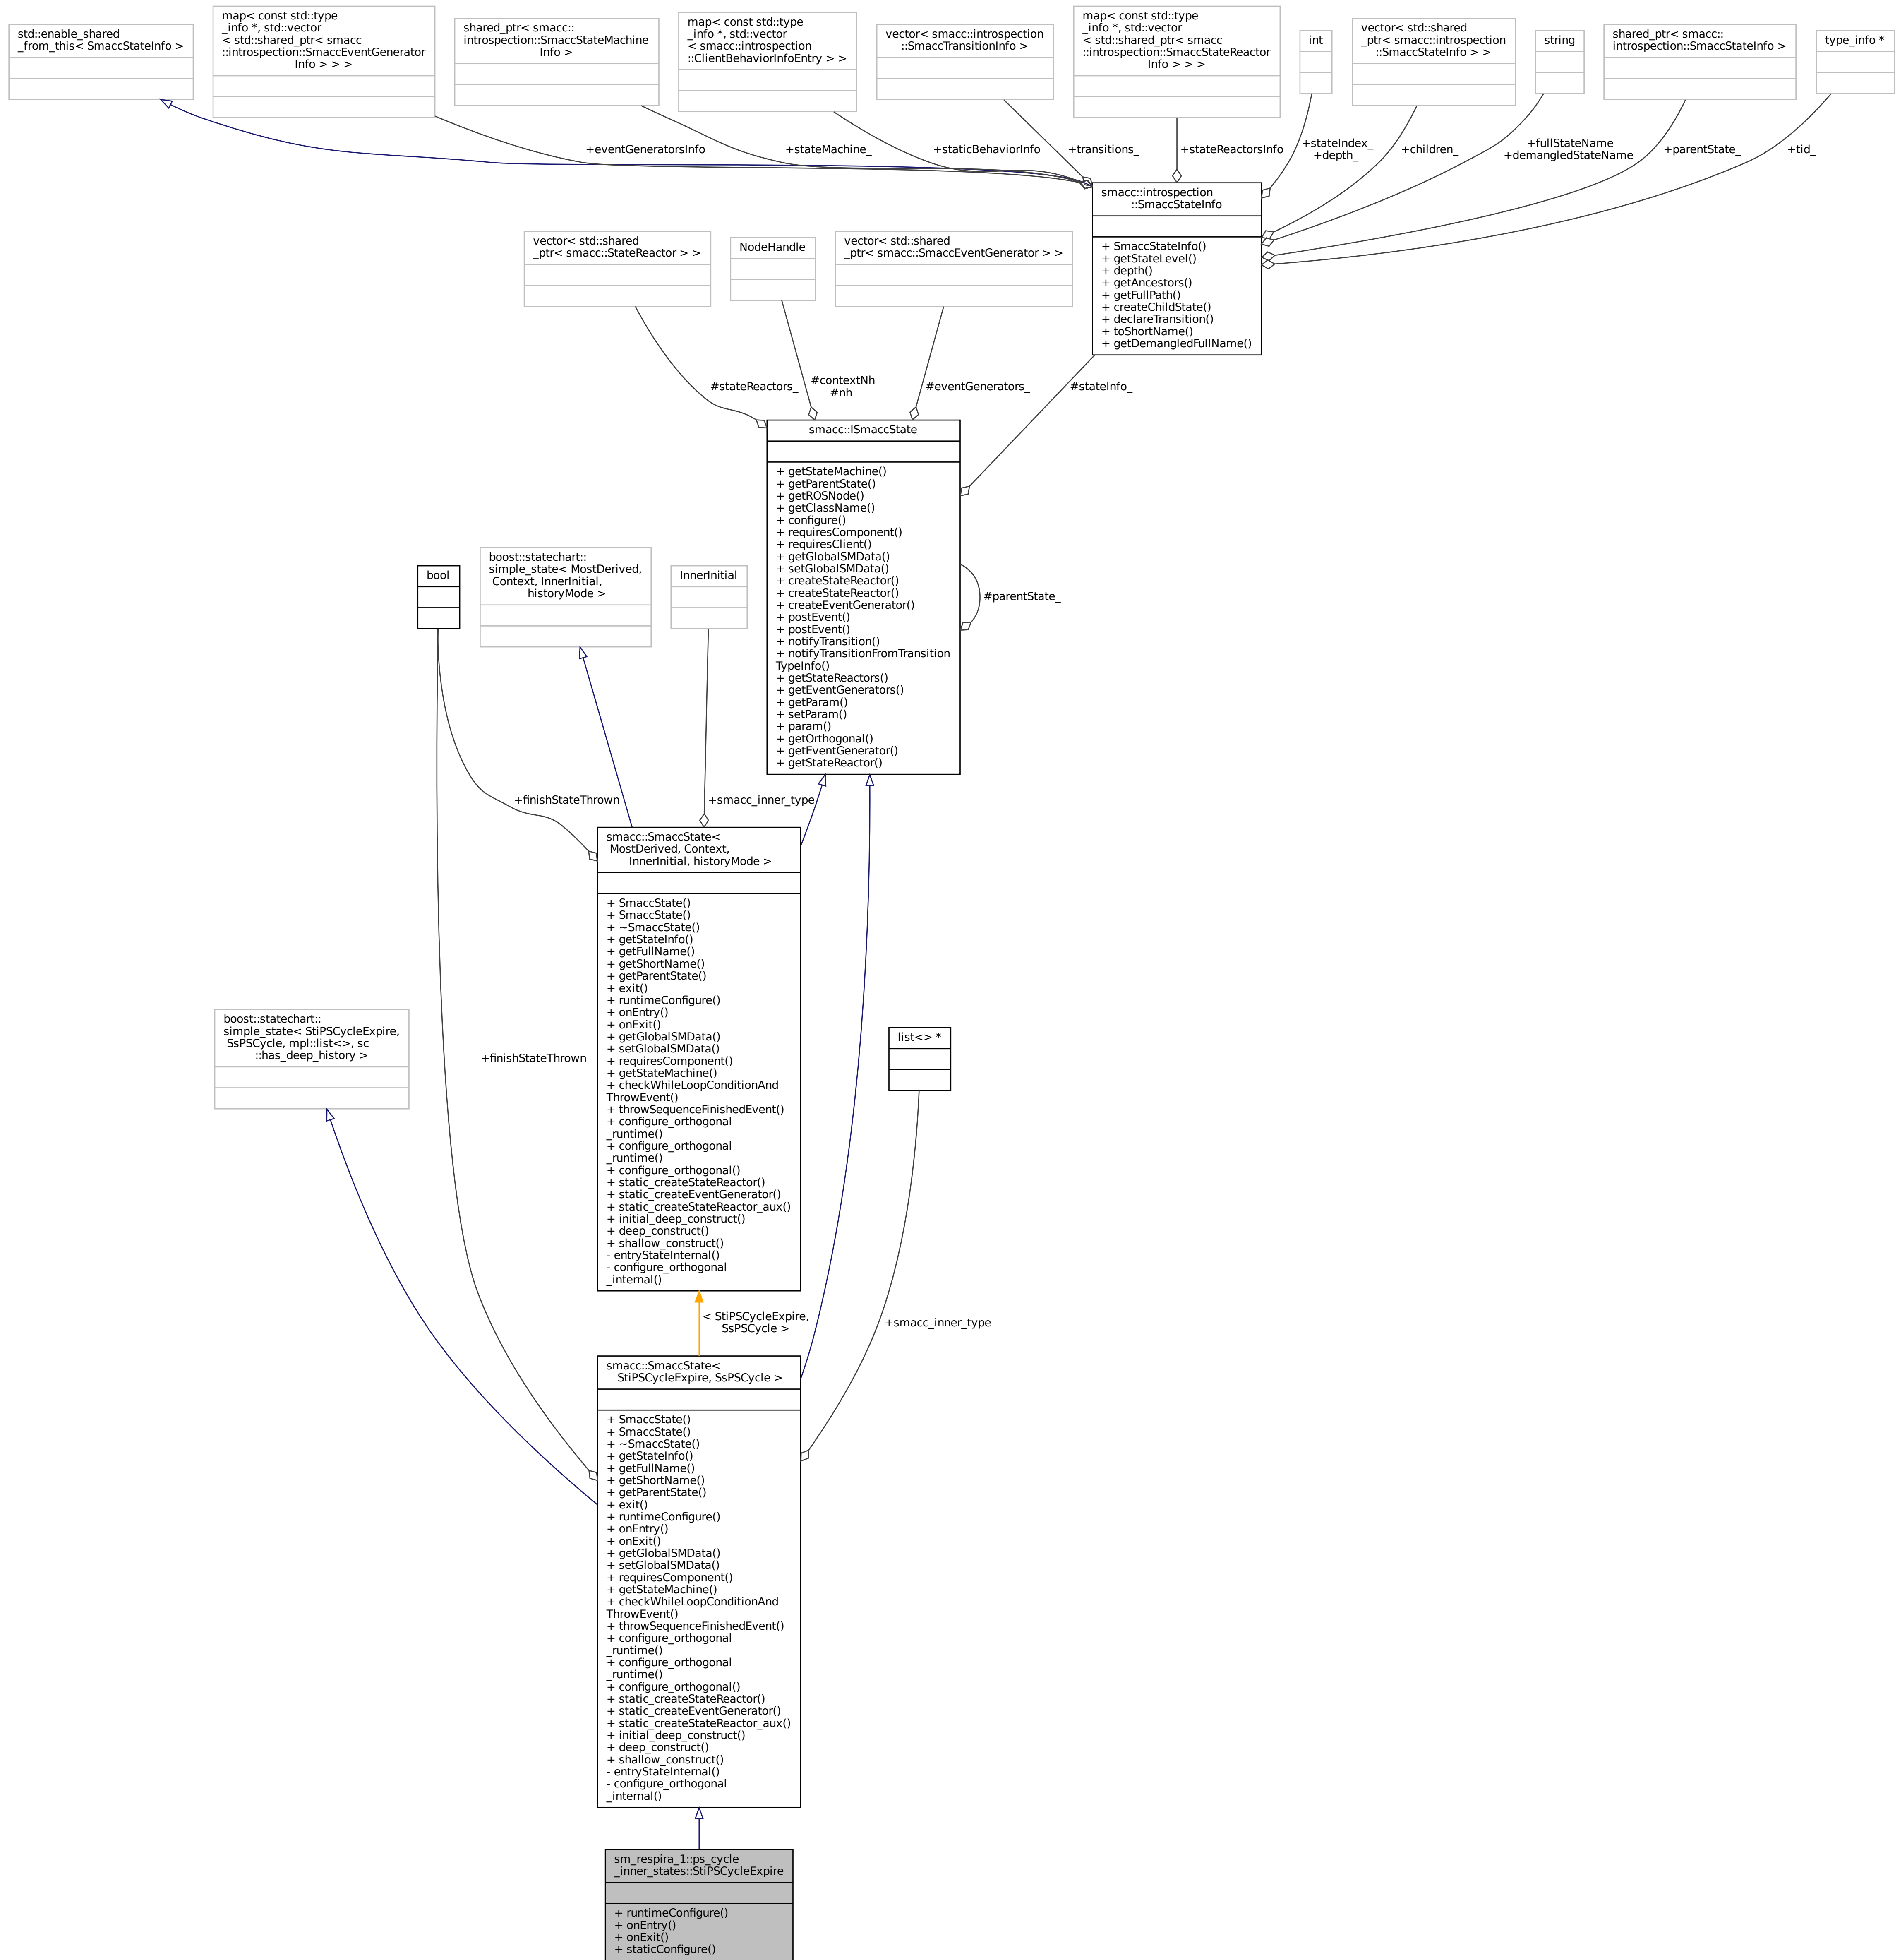 std::enable_shared
_from_this< SmaccStateInfo >
map< const std::type
_info *, std::vector
< std::shared_ptr< smacc
::introspection::SmaccEventGenerator
Info > > >
shared_ptr< smacc::
introspection::SmaccStateMachine
Info >
map< const std::type
_info *, std::vector
< smacc::introspection
::ClientBehaviorInfoEntry > >
vector< smacc::introspection
::SmaccTransitionInfo >
map< const std::type
_info *, std::vector
< std::shared_ptr< smacc
::introspection::SmaccStateReactor
Info > > >
int
vector< std::shared
_ptr< smacc::introspection
::SmaccStateInfo > >
string
shared_ptr< smacc::
introspection::SmaccStateInfo >
type_info *
+eventGeneratorsInfo
+stateMachine_
+staticBehaviorInfo
+transitions_
+stateReactorsInfo
+stateIndex_
+depth_
+children_
+fullStateName
+demangledStateName
+parentState_
+tid_
smacc::introspection
::SmaccStateInfo
+ SmaccStateInfo()
+ getStateLevel()
+ depth()
+ getAncestors()
+ getFullPath()
+ createChildState()
+ declareTransition()
+ toShortName()
+ getDemangledFullName()
vector< std::shared
_ptr< smacc::StateReactor > >
NodeHandle
vector< std::shared
_ptr< smacc::SmaccEventGenerator > >
#stateReactors_
#contextNh
#nh
#eventGenerators_
#stateInfo_
smacc::ISmaccState
+ getStateMachine()
+ getParentState()
+ getROSNode()
+ getClassName()
+ configure()
+ requiresComponent()
+ requiresClient()
+ getGlobalSMData()
+ setGlobalSMData()
+ createStateReactor()
+ createStateReactor()
+ createEventGenerator()
+ postEvent()
+ postEvent()
+ notifyTransition()
+ notifyTransitionFromTransition
TypeInfo()
+ getStateReactors()
+ getEventGenerators()
+ getParam()
+ setParam()
+ param()
+ getOrthogonal()
+ getEventGenerator()
+ getStateReactor()
#parentState_
bool
boost::statechart::
simple_state< MostDerived,
Context, InnerInitial,
historyMode >
InnerInitial
+finishStateThrown
+smacc_inner_type
smacc::SmaccState<
MostDerived, Context,
InnerInitial, historyMode >
+ SmaccState()
+ SmaccState()
+ ~SmaccState()
+ getStateInfo()
+ getFullName()
+ getShortName()
+ getParentState()
+ exit()
+ runtimeConfigure()
+ onEntry()
+ onExit()
+ getGlobalSMData()
+ setGlobalSMData()
+ requiresComponent()
+ getStateMachine()
+ checkWhileLoopConditionAnd
ThrowEvent()
+ throwSequenceFinishedEvent()
+ configure_orthogonal
_runtime()
+ configure_orthogonal
_runtime()
+ configure_orthogonal()
+ static_createStateReactor()
+ static_createEventGenerator()
+ static_createStateReactor_aux()
+ initial_deep_construct()
+ deep_construct()
+ shallow_construct()
- entryStateInternal()
- configure_orthogonal
_internal()
boost::statechart::
simple_state< StiPSCycleExpire,
SsPSCycle, mpl::list<>, sc
::has_deep_history >
+finishStateThrown
list<> *
< StiPSCycleExpire,
SsPSCycle >
+smacc_inner_type
smacc::SmaccState<
StiPSCycleExpire, SsPSCycle >
+ SmaccState()
+ SmaccState()
+ ~SmaccState()
+ getStateInfo()
+ getFullName()
+ getShortName()
+ getParentState()
+ exit()
+ runtimeConfigure()
+ onEntry()
+ onExit()
+ getGlobalSMData()
+ setGlobalSMData()
+ requiresComponent()
+ getStateMachine()
+ checkWhileLoopConditionAnd
ThrowEvent()
+ throwSequenceFinishedEvent()
+ configure_orthogonal
_runtime()
+ configure_orthogonal
_runtime()
+ configure_orthogonal()
+ static_createStateReactor()
+ static_createEventGenerator()
+ static_createStateReactor_aux()
+ initial_deep_construct()
+ deep_construct()
+ shallow_construct()
- entryStateInternal()
- configure_orthogonal
_internal()
sm_respira_1::ps_cycle
_inner_states::StiPSCycleExpire
+ runtimeConfigure()
+ onEntry()
+ onExit()
+ staticConfigure()